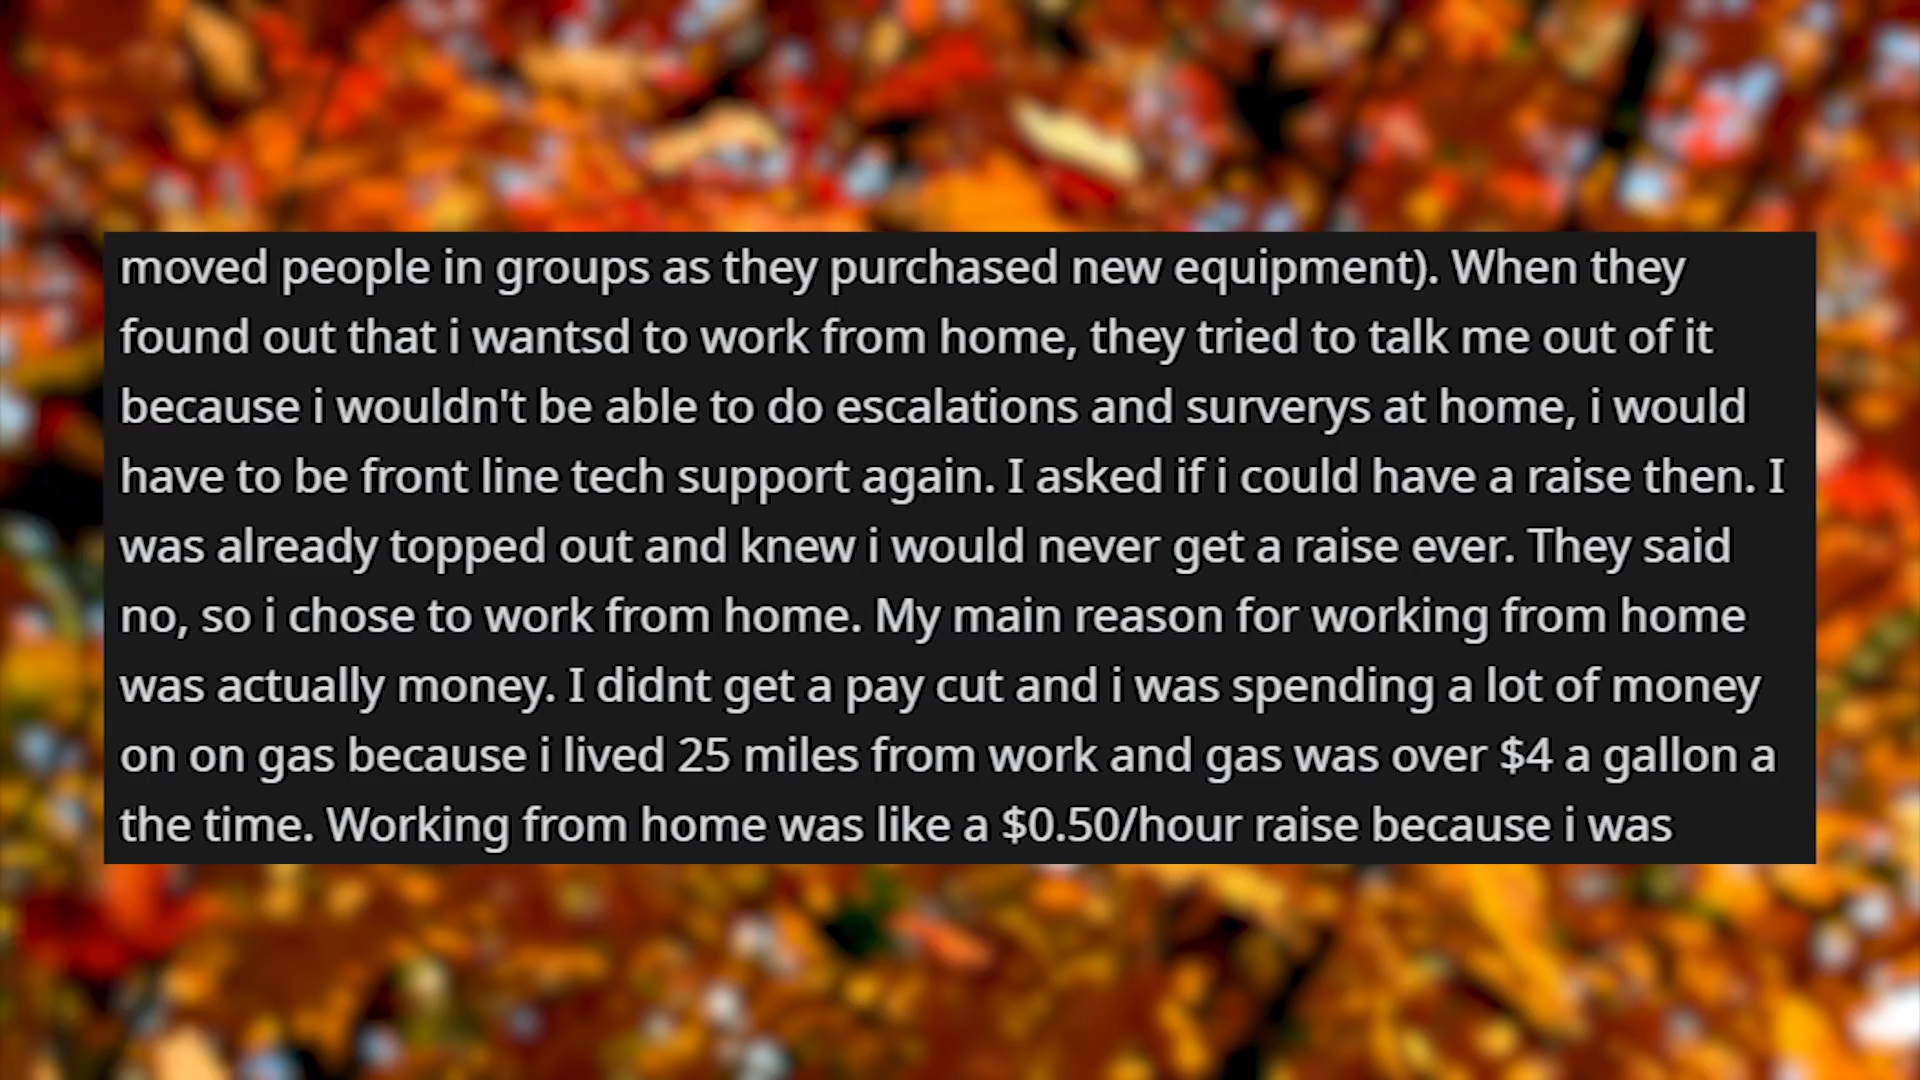 moved people in groups as they purchased new equipment). When they
found out that i wantsd to work from home, they tried to talk me out of it
because i wouldn't be able to do escalations and surverys at home, i would
have to be front line tech support again. I asked if i could have a raise then. I
was already topped out and knew i would never get a raise ever. They said
no, so i chose to work from home. My main reason for working from home
was actually money. I didnt get a pay cut and i was spending a lot of money
on on gas because i lived 25 miles from work and gas was over $4 a gallon a
the time. Working from home was like a $0.50/hour raise because i was